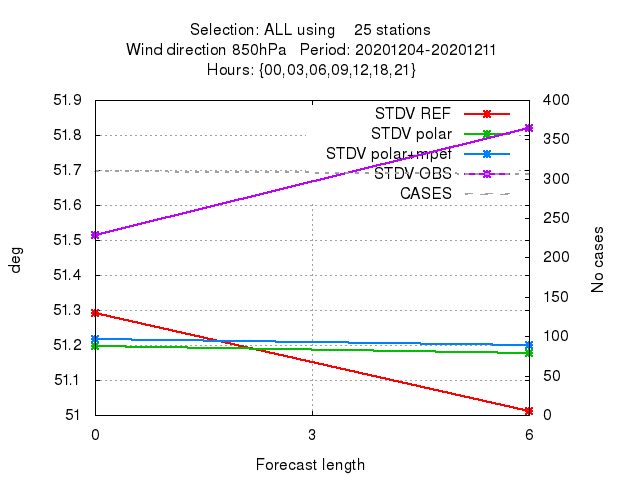 Selection: ALL using 25 stations
Wind direction 850hPa Period: 20201204-20201211
Hours: {00,03,06,09,12,18,21}
51.9
51.8
51.7
51.6
51.5
51.4
51.3
51.2
51.1
51
deg
STDV REF
STDV polar
STDV polar+mpef
STDV OBS
CASES
400
350
300
250
200
150
100
50
0
No cases
0 3 6
Forecast length